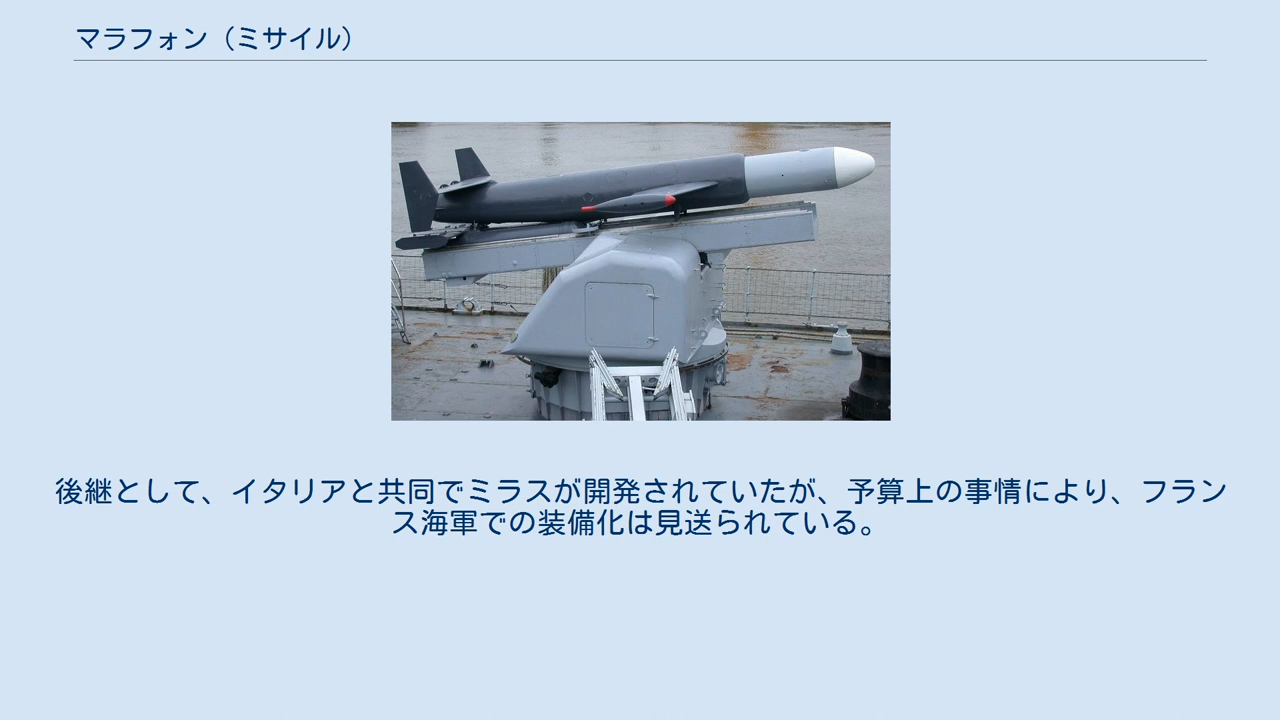 マラフォン（ミサイル）
後継として、イタリアと共同でミラスが開発されていたが、予算上の事情により、フラン
ス海軍での装備化は見送られている。